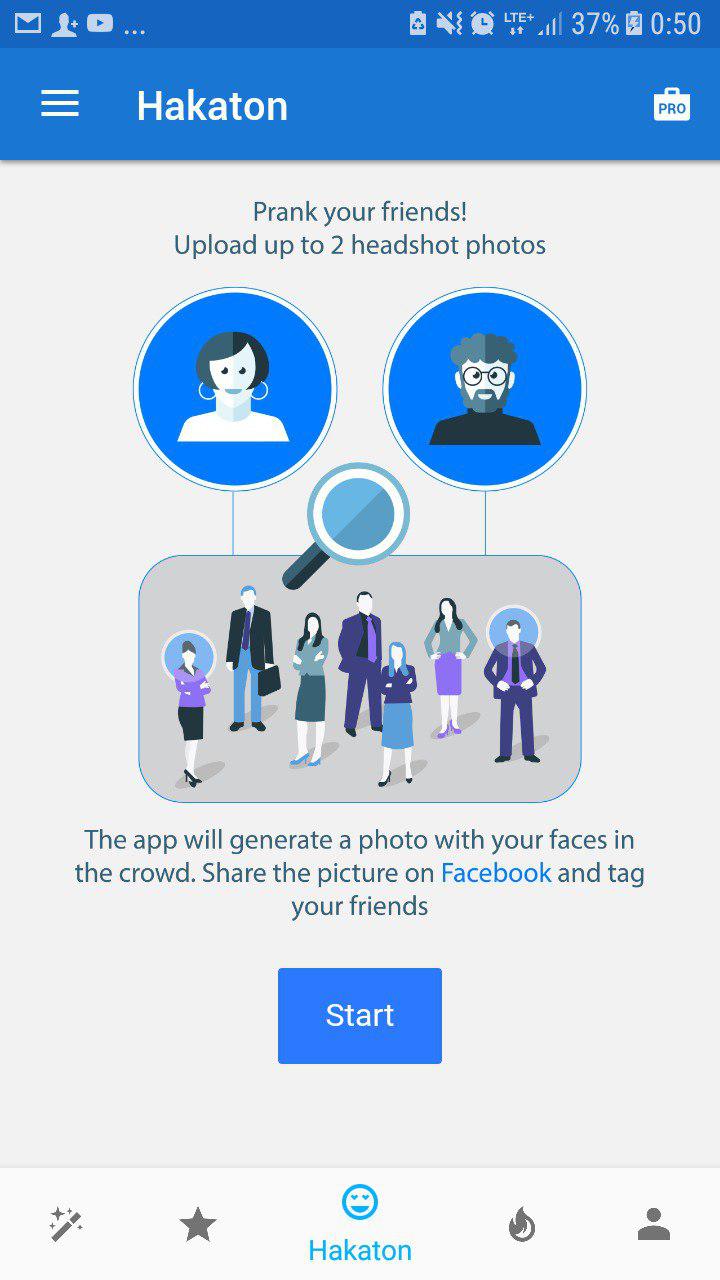 ... LTE+ 37% 0:50
Hakaton
PRO
Prank your friends!
Upload up to 2 headshot photos
The app will generate a photo with your faces in
the crowd. Share the picture on Facebook and tag
your friends
Start
Hakaton